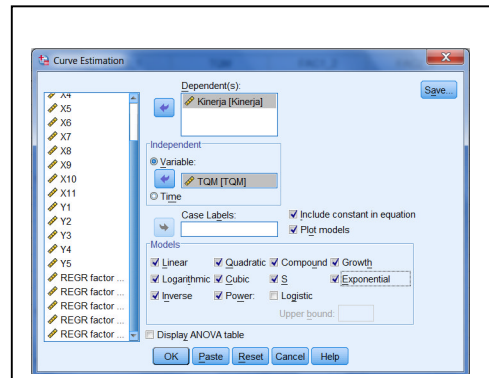 Curve Estimation
X4
X5
X6
X7
X8
X9
X10
X11
Y1
Y2
Y3
Y4
Y5
REGR factor ...
REGR factor ...
REGR factor ...
REGR factor ...
REGR factor ...
Dependent(s):
Kinerja [Kinerja]
Save...
Independent
Variable:
TQM [TQM]
Time
Case Labels:
Include constant in equation
Plot models
Models
Linear Quadratic Compound Growth
Logarithmic Cubic S Exponential
Inverse Power: Logistic
Upper bound:
Display ANOVA table
OK Paste Reset Cancel Help